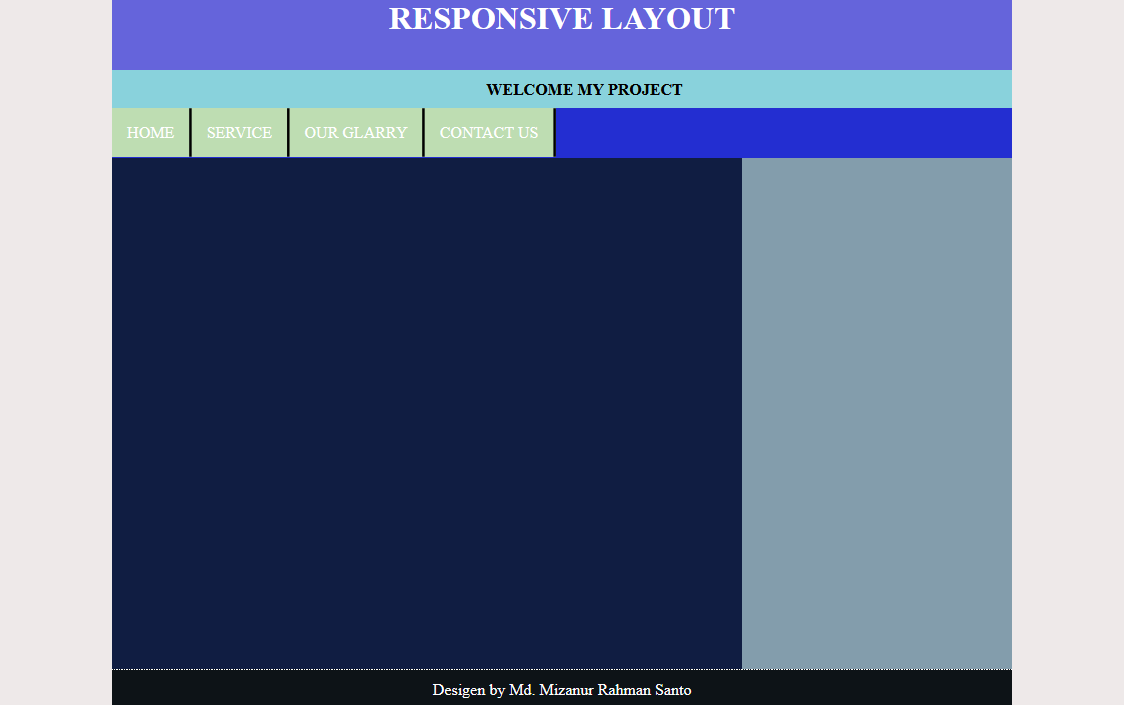 RESPONSIVE LAYOUT
WELCOME MY PROJECT
HOME SERVICE OUR GLARRY CONTACT US
Desigen by Md. Mizanur Rahman Santo